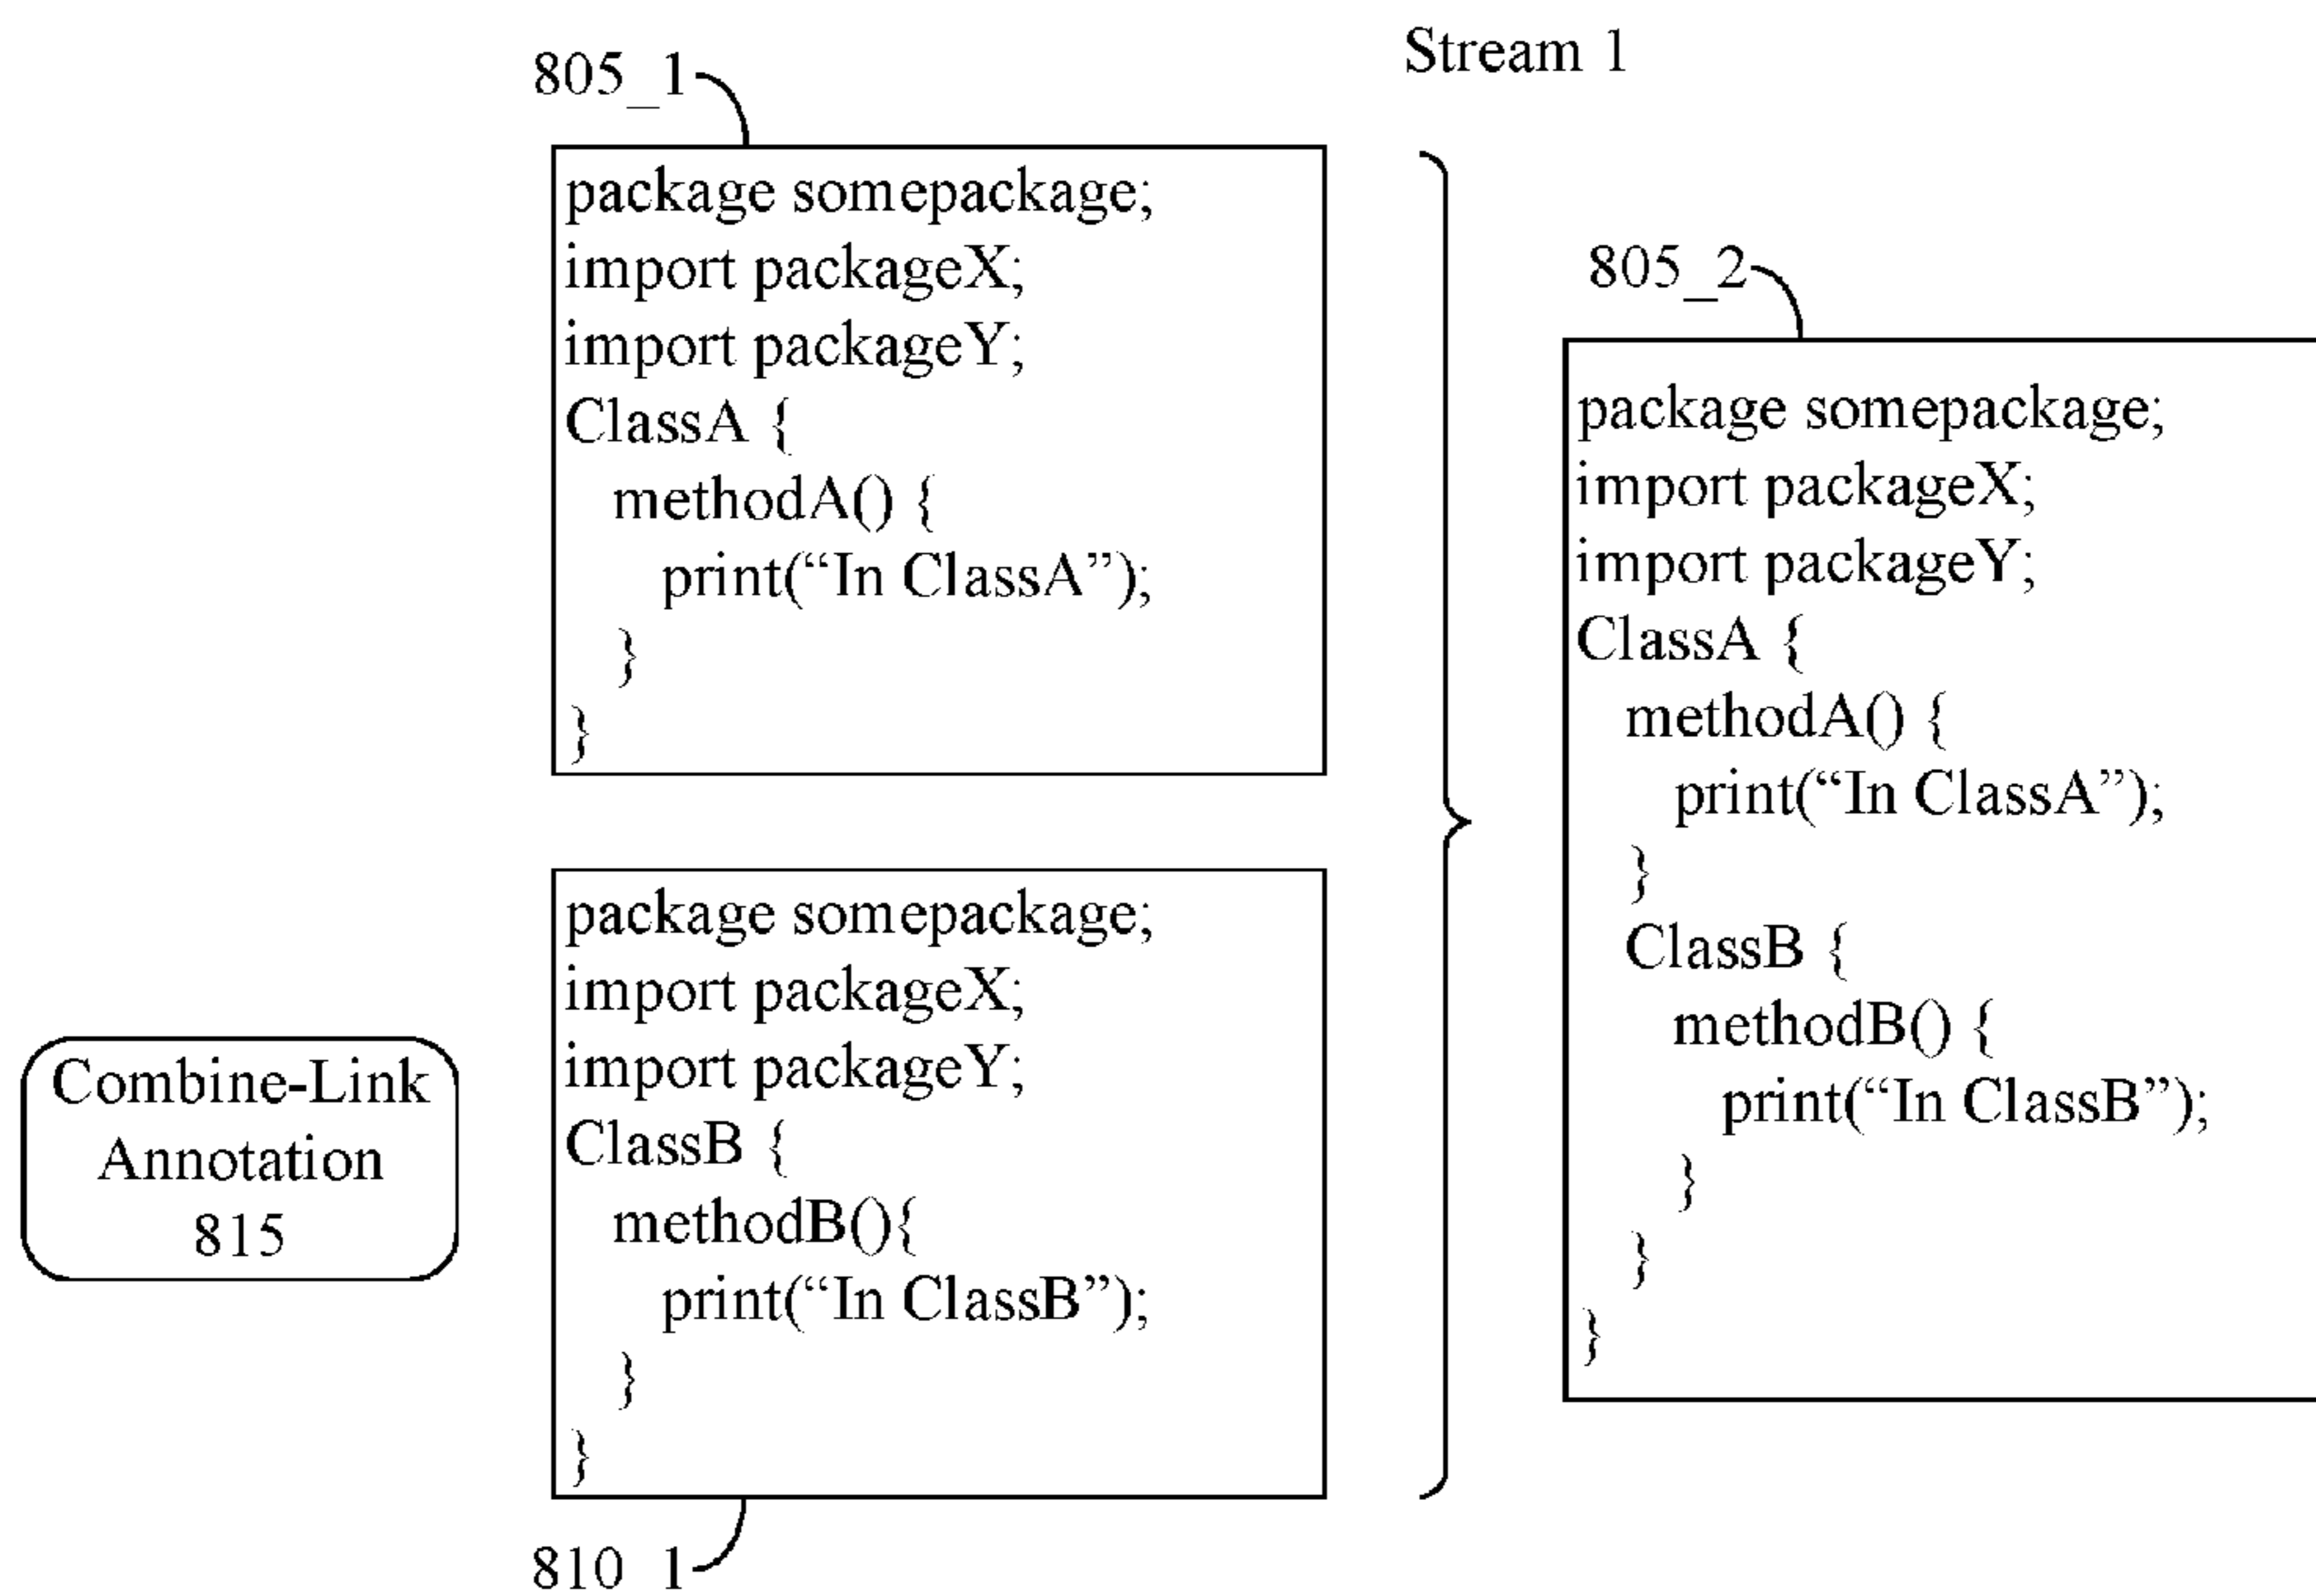 Stream 1
805_1
package somepackage;
import packageX;
import packageY;
ClassA {
methodA() {
print(“In ClassA”);
}
}
Combine-Link
Annotation
815
package somepackage;
import packageX;
import packageY;
ClassB {
methodB(){
print(“In ClassB”);
}
}
810_1
805_2
package somepackage;
import packageX;
import packageY;
ClassA {
methodA() {
print(“In ClassA”);
}
ClassB {
methodB() {
print(“In ClassB”);
}
}
}